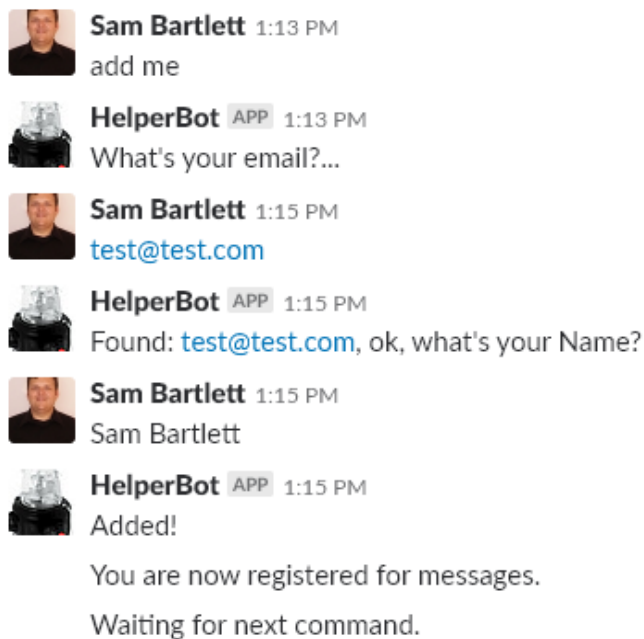 Sam Bartlett 1:13 PM
add me
HelperBot APP 1:13 PM
What's your email?...
Sam Bartlett 1:15 PM
test@test.com
HelperBot APP 1:15 PM
Found: test@test.com, ok, what's your Name?
Sam Bartlett 1:15 PM
Sam Bartlett
HelperBot APP 1:15 PM
Added!
You are now registered for messages.
Waiting for next command.